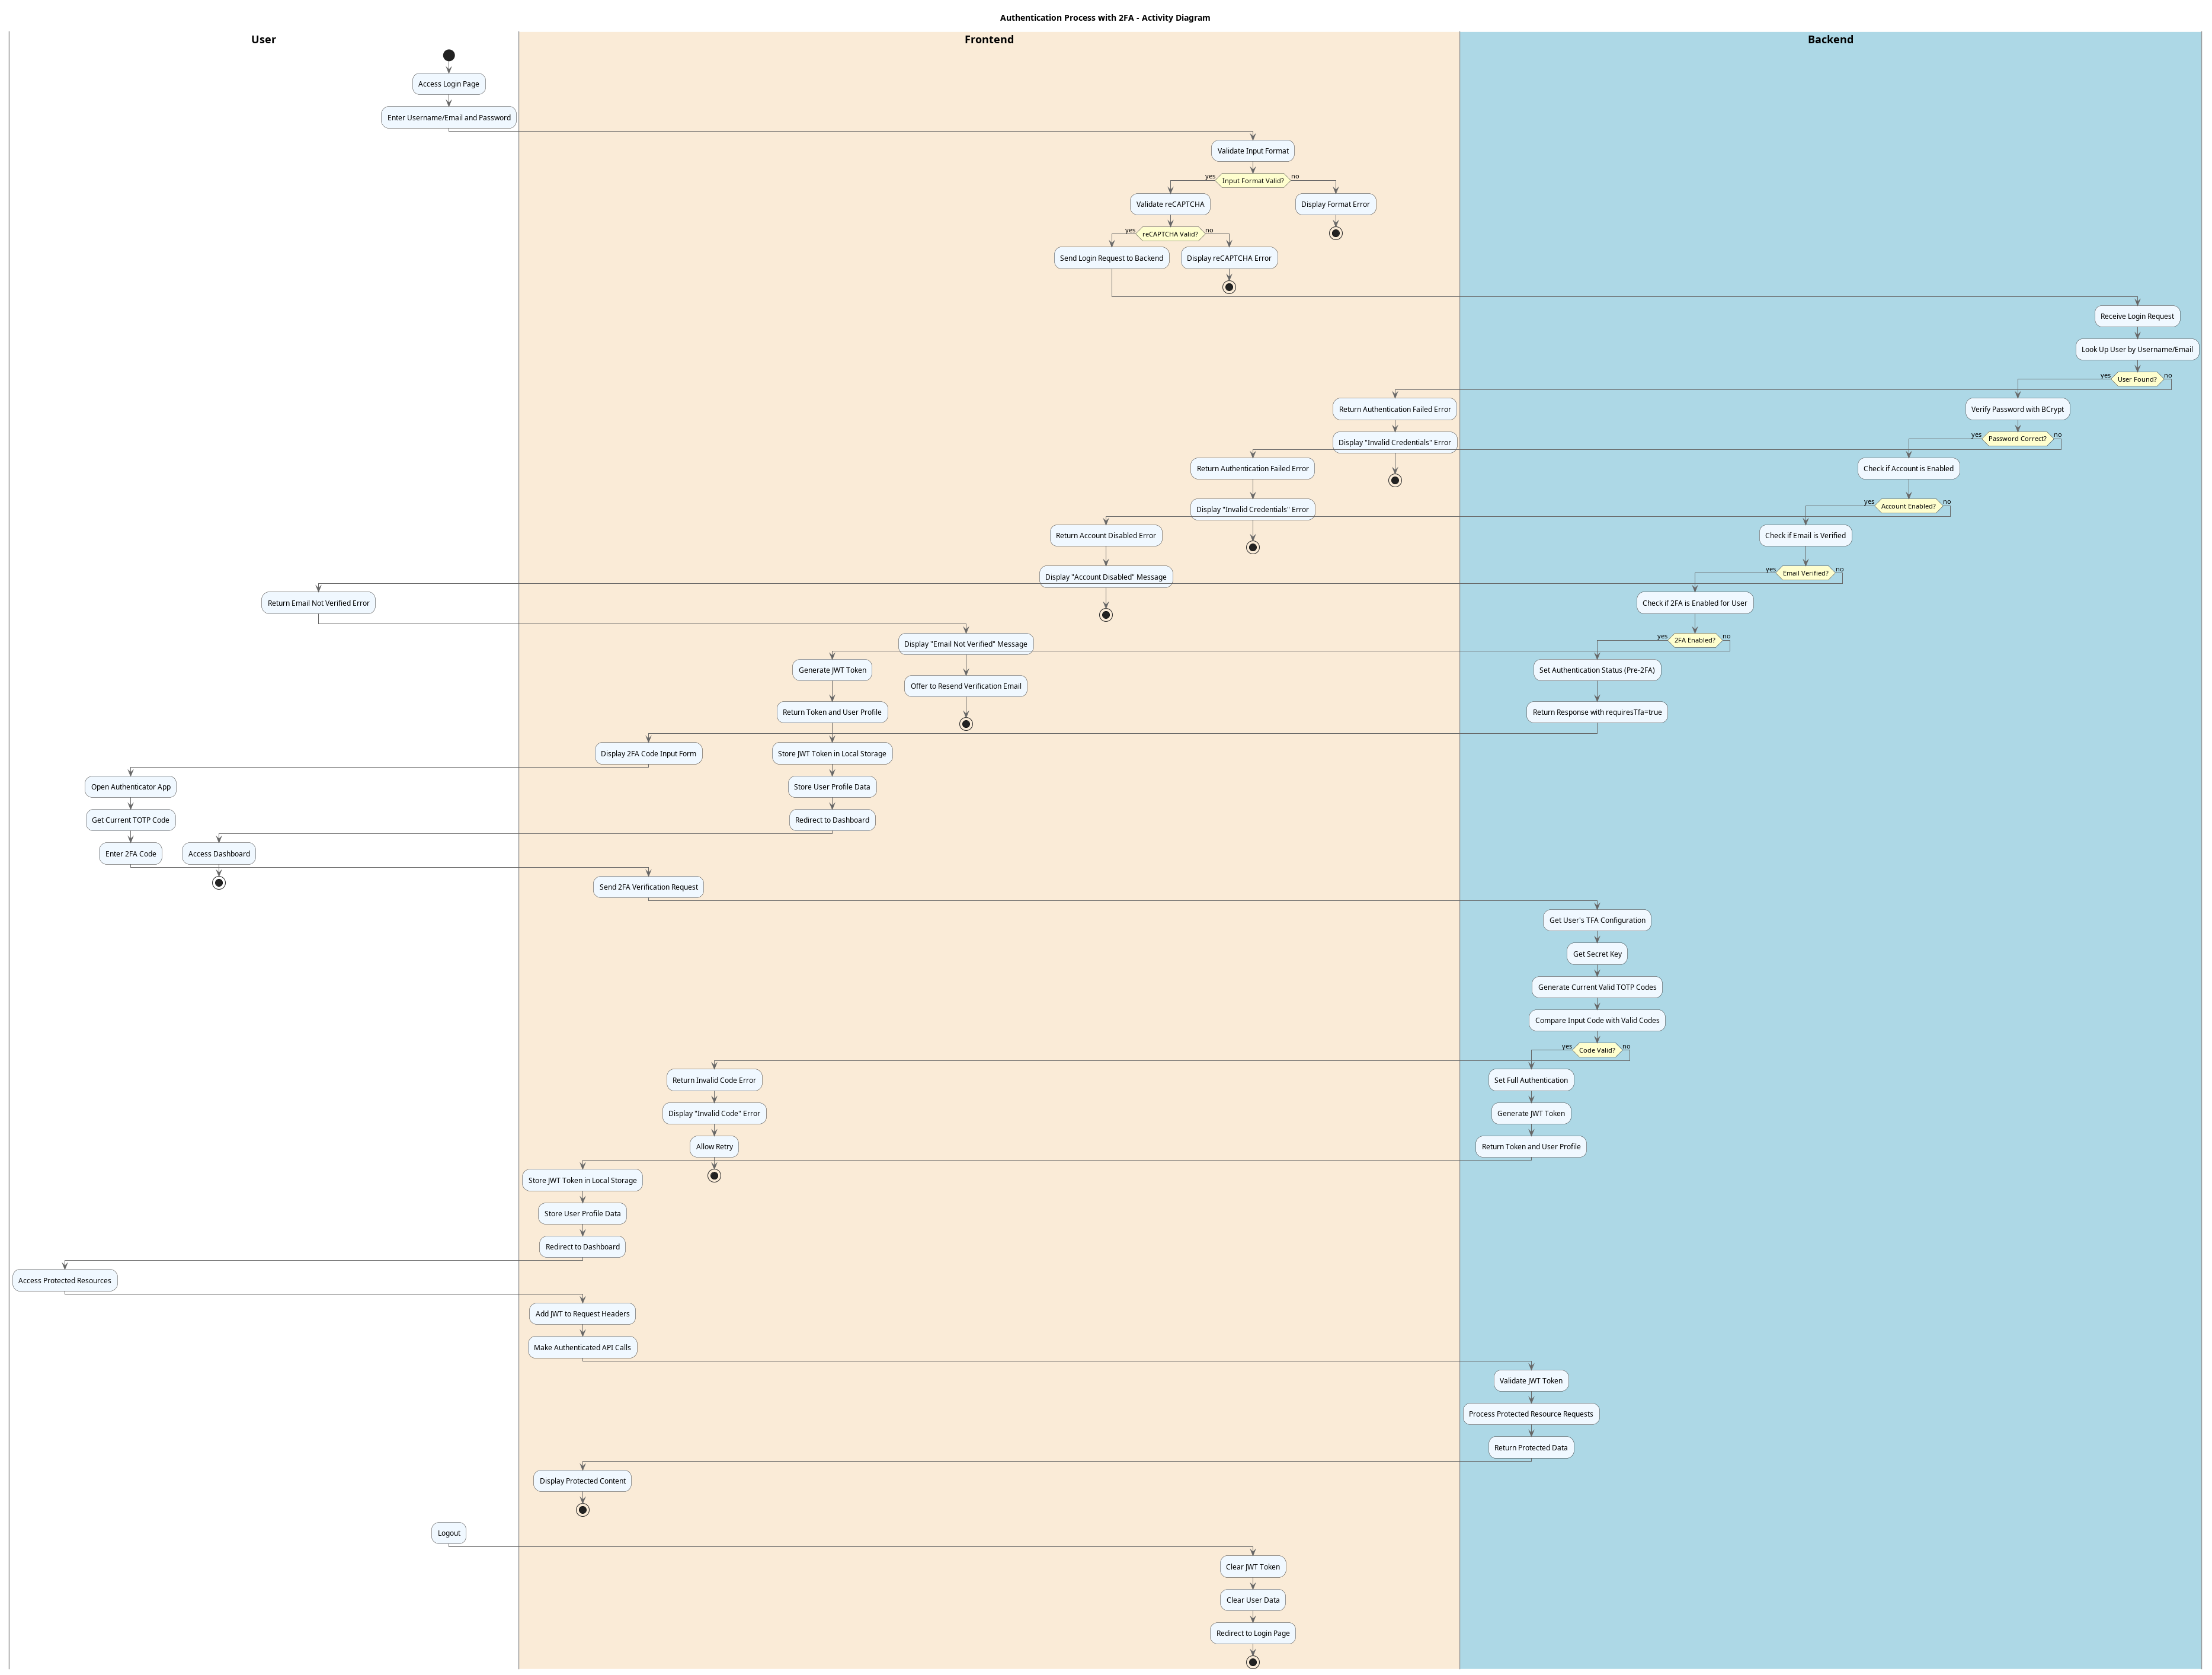 Authentication Process with 2FA - Activity Diagram
User
Frontend
Backend
Access Login Page
Enter Username/Email and Password
Validate Input Format
yes
Input Format Valid?
no
Validate reCAPTCHA
Display Format Error
yes
reCAPTCHA Valid?
no
Send Login Request to Backend
Display reCAPTCHA Error
Receive Login Request
Look Up User by Username/Email
yes
User Found?
no
Return Authentication Failed Error
Verify Password with BCrypt
Display "Invalid Credentials" Error
yes
Password Correct?
no
Return Authentication Failed Error
Check if Account is Enabled
Display "Invalid Credentials" Error
yes
Account Enabled?
no
Return Account Disabled Error
Check if Email is Verified
Display "Account Disabled" Message
yes
Email Verified?
no
Return Email Not Verified Error
Check if 2FA is Enabled for User
Display "Email Not Verified" Message
yes
2FA Enabled?
no
Generate JWT Token
Offer to Resend Verification Email
Set Authentication Status (Pre-2FA)
Return Token and User Profile
Return Response with requiresTfa=true
Display 2FA Code Input Form
Store JWT Token in Local Storage
Open Authenticator App
Store User Profile Data
Get Current TOTP Code
Redirect to Dashboard
Enter 2FA Code
Access Dashboard
Send 2FA Verification Request
Get User's TFA Configuration
Get Secret Key
Generate Current Valid TOTP Codes
Compare Input Code with Valid Codes
yes
Code Valid?
no
Return Invalid Code Error
Set Full Authentication
Display "Invalid Code" Error
Generate JWT Token
Allow Retry
Return Token and User Profile
Store JWT Token in Local Storage
Store User Profile Data
Redirect to Dashboard
Access Protected Resources
Add JWT to Request Headers
Make Authenticated API Calls
Validate JWT Token
Process Protected Resource Requests
Return Protected Data
Display Protected Content
Logout
Clear JWT Token
Clear User Data
Redirect to Login Page